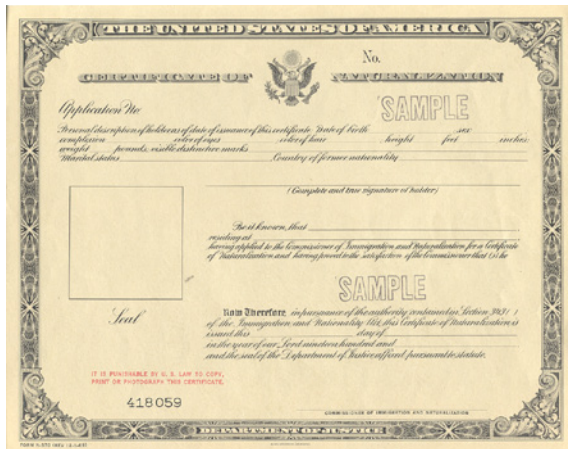 THE UNITED STATES OF AMERICA
No.
CERTIFICATE OF NATURALIZATION
Application No
SAMPLE
Personal description of holder as of date of issuance of this certificate: Date of birth sex
complexion color of eyes color of hair height feet inches:
weight pounds, visible distinctive marks
Marital status Country of former nationality
(Complete and true signature of holder)
Be it known, that
residing at
having applied to the Commissioner of Immigration and Naturalization for a Certificate
of Naturalization and having proved to the satisfaction of the Commissioner that (s)he
SAMPLE
Seal
Now Therefore, in pursuance of the authority contained in Section
of the Immigration and Nationality Act, this Certificate of Naturalization is
issued this day of
in the year of our Lord nineteen hundred and
and the seal of the Department of Justice affixed pursuant to statute.
IT IS PUNISHABLE BY U. S. LAW TO COPY,
PRINT OR PHOTOGRAPH THIS CERTIFICATE.
418059
COMMISSIONER OF IMMIGRATION AND NATURALIZATION
DEPARTMENT OF JUSTICE